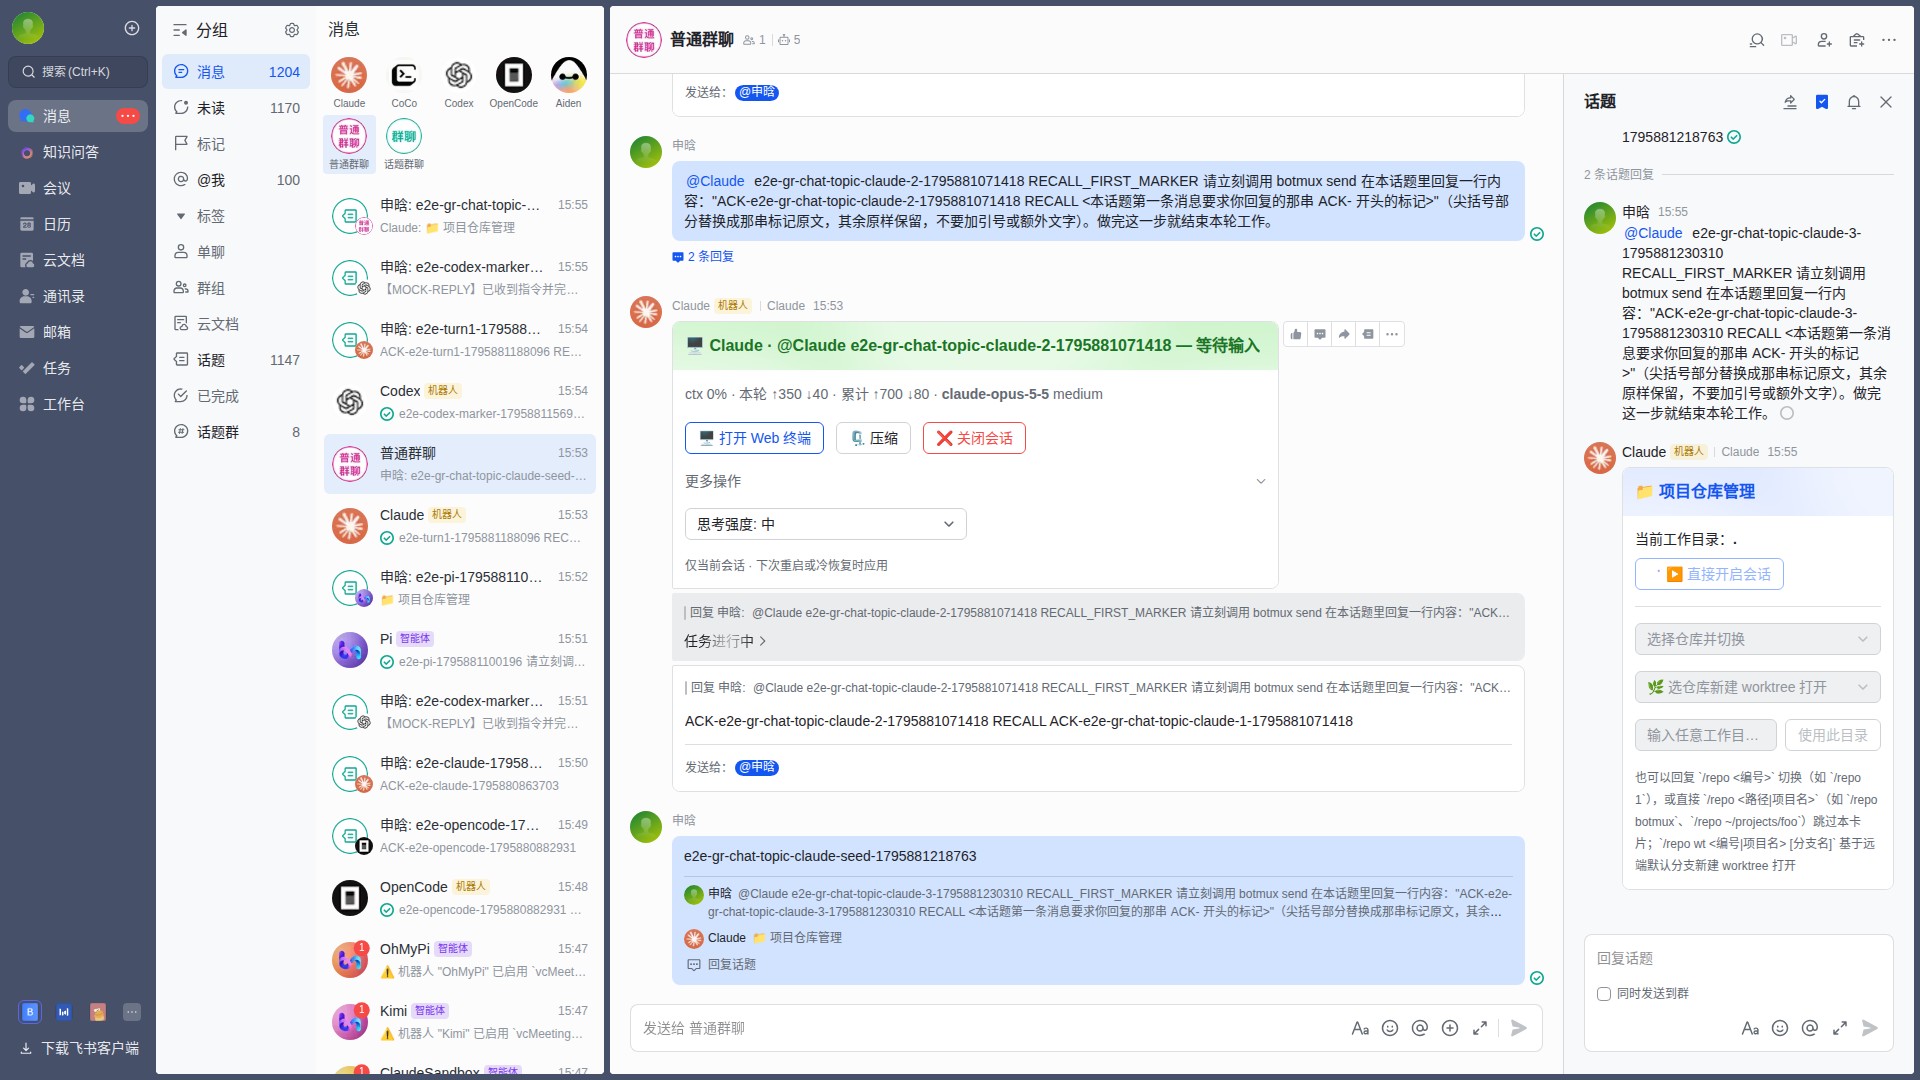 搜索 (Ctrl+K)
消息
知识问答
会议
日历
云文档
通讯录
邮箱
任务
工作台
下载飞书客户端
分组
消息 1204
未读 1170
标记
@我 100
标签
单聊
群组
云文档
话题 1147
已完成
话题群 8
消息
Claude
CoCo
Codex
OpenCode
Aiden
普通群聊
普通群聊
群聊
话题群聊
申晗: e2e-gr-chat-topic-... 15:55
Claude: 📁 项目仓库管理
申晗: e2e-codex-marker... 15:55
【MOCK-REPLY】已收到指令并完...
申晗: e2e-turn1-179588... 15:54
ACK-e2e-turn1-1795881188096 RE...
Codex 机器人 15:54
e2e-codex-marker-17958811569...
普通群聊 15:53
申晗: e2e-gr-chat-topic-claude-seed-...
Claude 机器人 15:53
e2e-turn1-1795881188096 REC...
申晗: e2e-pi-179588110... 15:52
📁 项目仓库管理
Pi 智能体 15:51
e2e-pi-1795881100196 请立刻调...
申晗: e2e-codex-marker... 15:51
【MOCK-REPLY】已收到指令并完...
申晗: e2e-claude-17958... 15:50
ACK-e2e-claude-1795880863703
申晗: e2e-opencode-17... 15:49
ACK-e2e-opencode-1795880882931
OpenCode 机器人 15:48
e2e-opencode-1795880882931 ...
OhMyPi 智能体 15:47
1
⚠️ 机器人 "OhMyPi" 已启用 `vcMeet...
Kimi 智能体 15:47
1
⚠️ 机器人 "Kimi" 已启用 `vcMeeting...
ClaudeSandbox 智能体 15:47
普通群聊
普通群聊 1 5
发送给：@申晗
申晗
@Claude e2e-gr-chat-topic-claude-2-1795881071418 RECALL_FIRST_MARKER 请立刻调用 botmux send 在本话题里回复一行内
容："ACK-e2e-gr-chat-topic-claude-2-1795881071418 RECALL <本话题第一条消息要求你回复的那串 ACK- 开头的标记>"（尖括号部
分替换成那串标记原文，其余原样保留，不要加引号或额外文字）。做完这一步就结束本轮工作。
2 条回复
Claude 机器人 Claude 15:53
🖥️ Claude · @Claude e2e-gr-chat-topic-claude-2-1795881071418 — 等待输入
ctx 0% · 本轮 ↑350 ↓40 · 累计 ↑700 ↓80 · claude-opus-5-5 medium
🖥️ 打开 Web 终端
🗜️ 压缩
❌ 关闭会话
更多操作
思考强度: 中
仅当前会话 · 下次重启或冷恢复时应用
回复 申晗: @Claude e2e-gr-chat-topic-claude-2-1795881071418 RECALL_FIRST_MARKER 请立刻调用 botmux send 在本话题里回复一行内容："ACK...
任务进行中
回复 申晗: @Claude e2e-gr-chat-topic-claude-2-1795881071418 RECALL_FIRST_MARKER 请立刻调用 botmux send 在本话题里回复一行内容："ACK...
ACK-e2e-gr-chat-topic-claude-2-1795881071418 RECALL ACK-e2e-gr-chat-topic-claude-1-1795881071418
发送给：@申晗
申晗
e2e-gr-chat-topic-claude-seed-1795881218763
申晗 @Claude e2e-gr-chat-topic-claude-3-1795881230310 RECALL_FIRST_MARKER 请立刻调用 botmux send 在本话题里回复一行内容："ACK-e2e-
gr-chat-topic-claude-3-1795881230310 RECALL <本话题第一条消息要求你回复的那串 ACK- 开头的标记>"（尖括号部分替换成那串标记原文，其余...
Claude 📁 项目仓库管理
回复话题
发送给 普通群聊
话题
1795881218763
2 条话题回复
申晗 15:55
@Claude e2e-gr-chat-topic-claude-3-
1795881230310
RECALL_FIRST_MARKER 请立刻调用
botmux send 在本话题里回复一行内
容："ACK-e2e-gr-chat-topic-claude-3-
1795881230310 RECALL <本话题第一条消
息要求你回复的那串 ACK- 开头的标记
>"（尖括号部分替换成那串标记原文，其余
原样保留，不要加引号或额外文字）。做完
这一步就结束本轮工作。
Claude 机器人 Claude 15:55
📁 项目仓库管理
当前工作目录：.
▶️ 直接开启会话
选择仓库并切换
🌿 选仓库新建 worktree 打开
输入任意工作目...
使用此目录
也可以回复 `/repo <编号>` 切换（如 `/repo
1`），或直接 `/repo <路径|项目名>`（如 `/repo
botmux`、`/repo ~/projects/foo`）跳过本卡
片；`/repo wt <编号|项目名> [分支名]` 基于远
端默认分支新建 worktree 打开
回复话题
同时发送到群